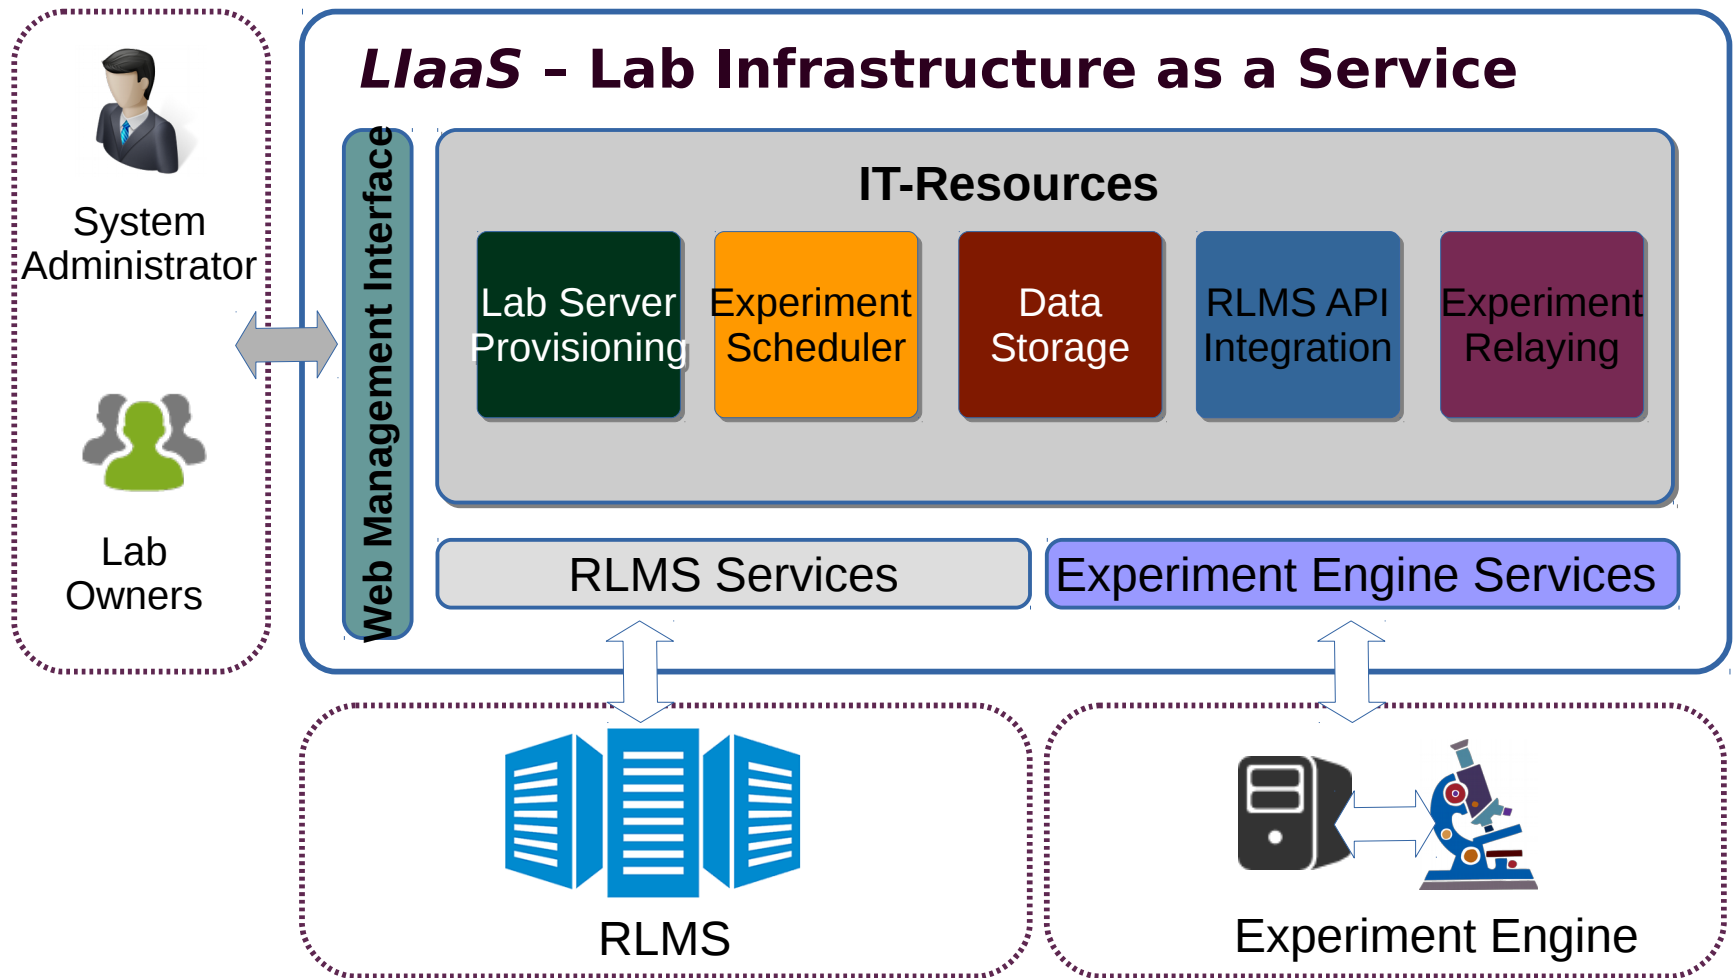 LIaaS – Lab Infrastructure as a Service
System
Administrator
Lab
Owners
Web Management Interface
IT-Resources
Lab Server
Provisioning
Experiment
Scheduler
Data
Storage
RLMS API
Integration
Experiment
Relaying
RLMS Services
Experiment Engine Services
RLMS
Experiment Engine